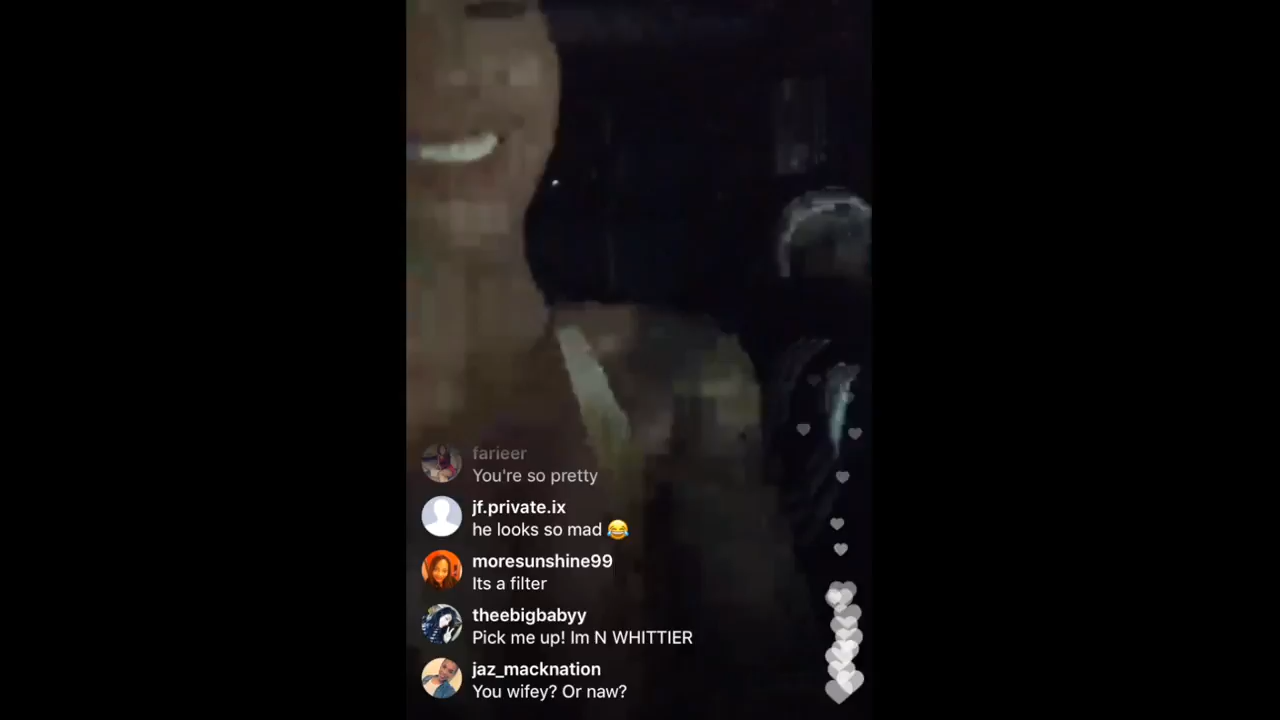 farieer
You're so pretty
jf.private.ix
he looks so mad 😂
moresunshine99
Its a filter
theebigbabyy
Pick me up! Im N WHITTIER
jaz_macknation
You wifey? Or naw?